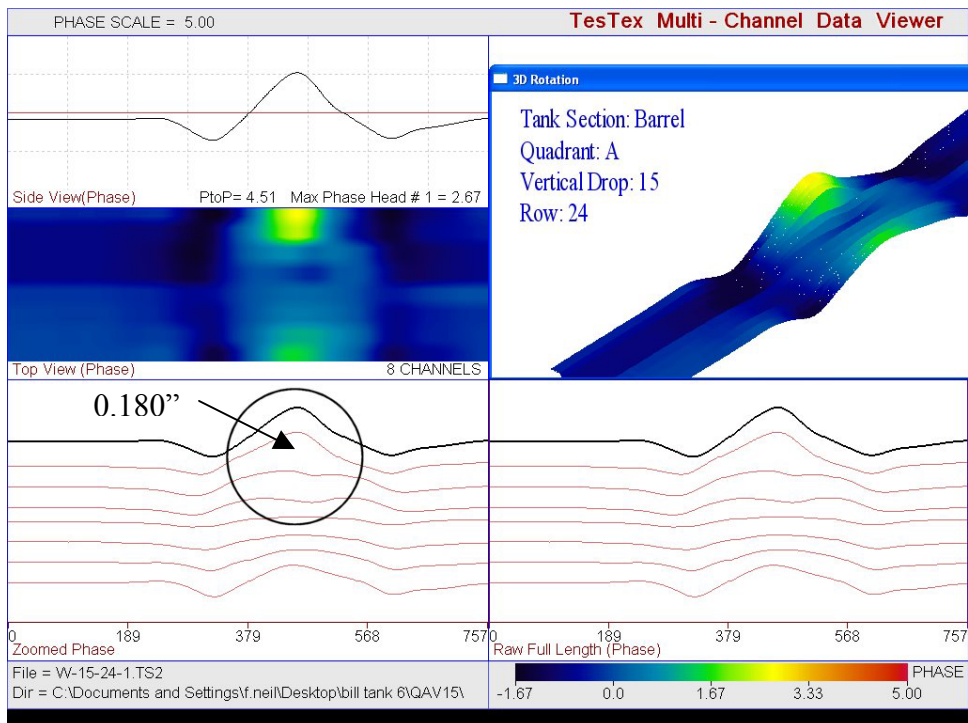 PHASE SCALE = 5.00
TesTex Multi - Channel Data Viewer
Side View(Phase) PtoP= 4.51 Max Phase Head # 1 = 2.67
3D Rotation
Tank Section: Barrel
Quadrant: A
Vertical Drop: 15
Row: 24
Top View (Phase) 8 CHANNELS
0.180”
0 189 379 568 757
Zoomed Phase
0 189 379 568 757
Raw Full Length (Phase)
File = W-15-24-1.TS2
Dir = C:\Documents and Settings\f.neil\Desktop\bill tank 6\QAV15\
PHASE
-1.67 0.0 1.67 3.33 5.00